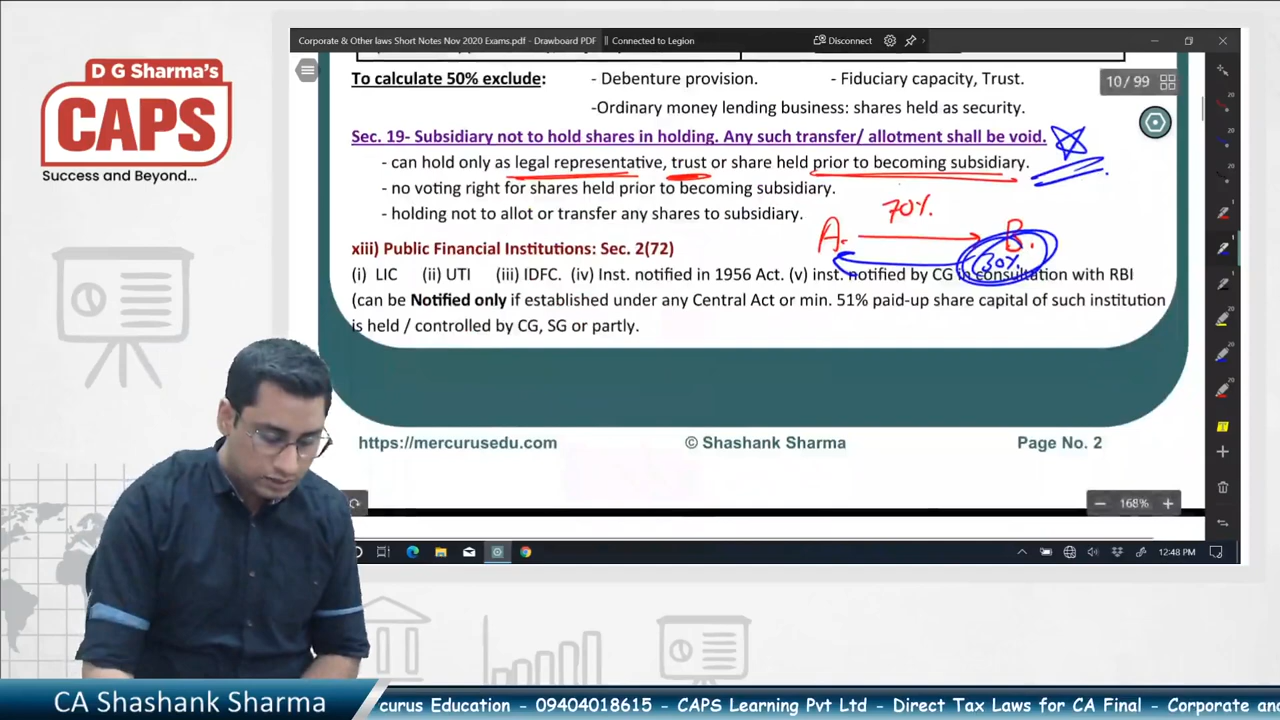 D G Sharma's
CAPS
Success and Beyond...
Corporate & Other laws Short Notes Nov 2020 Exams.pdf - Drawboard PDF
Connected to Legion
Disconnect
To calculate 50% exclude:
- Debenture provision.
- Fiduciary capacity, Trust.
10 / 99
-Ordinary money lending business: shares held as security.
Sec. 19- Subsidiary not to hold shares in holding. Any such transfer/ allotment shall be void.
- can hold only as legal representative, trust or share held prior to becoming subsidiary.
- no voting right for shares held prior to becoming subsidiary.
- holding not to allot or transfer any shares to subsidiary.
70%.
A.
B.
30%.
xiii) Public Financial Institutions: Sec. 2(72)
(i) LIC (ii) UTI (iii) IDFC. (iv) Inst. notified in 1956 Act. (v) inst. notified by CG in consultation with RBI
(can be Notified only if established under any Central Act or min. 51% paid-up share capital of such institution
is held / controlled by CG, SG or partly.
https://mercurusedu.com
© Shashank Sharma
Page No. 2
168%
12:48 PM
CA Shashank Sharma
curus Education - 09404018615 - CAPS Learning Pvt Ltd - Direct Tax Laws for CA Final - Corporate and